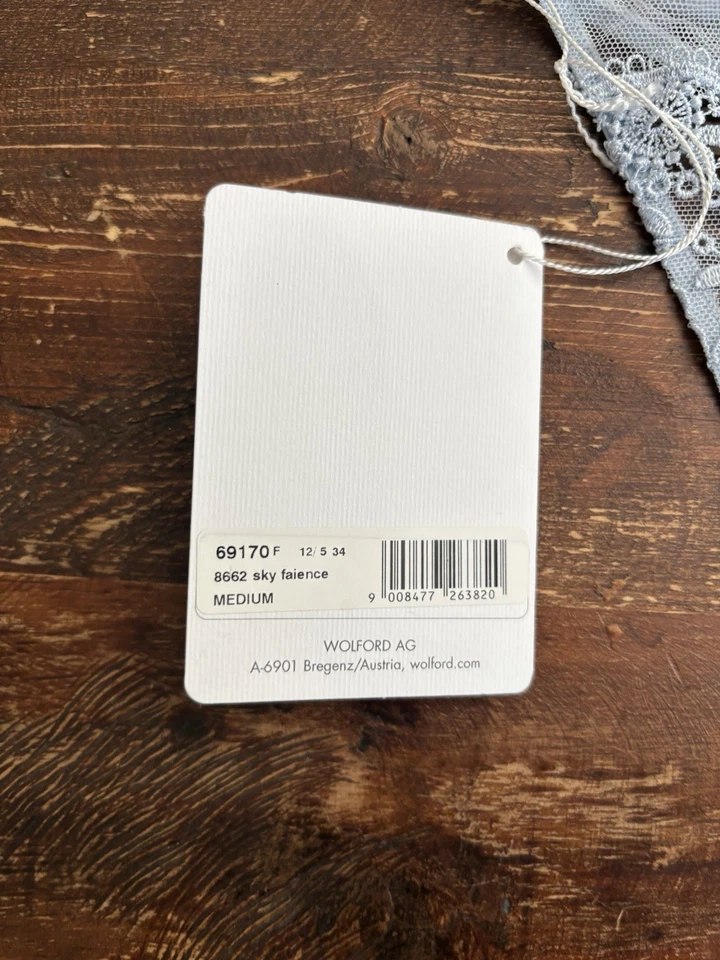 69170 F 12/ 5 34
8662 sky faience
MEDIUM
9 008477 263820
WOLFORD AG
A-6901 Bregenz/Austria, wolford.com